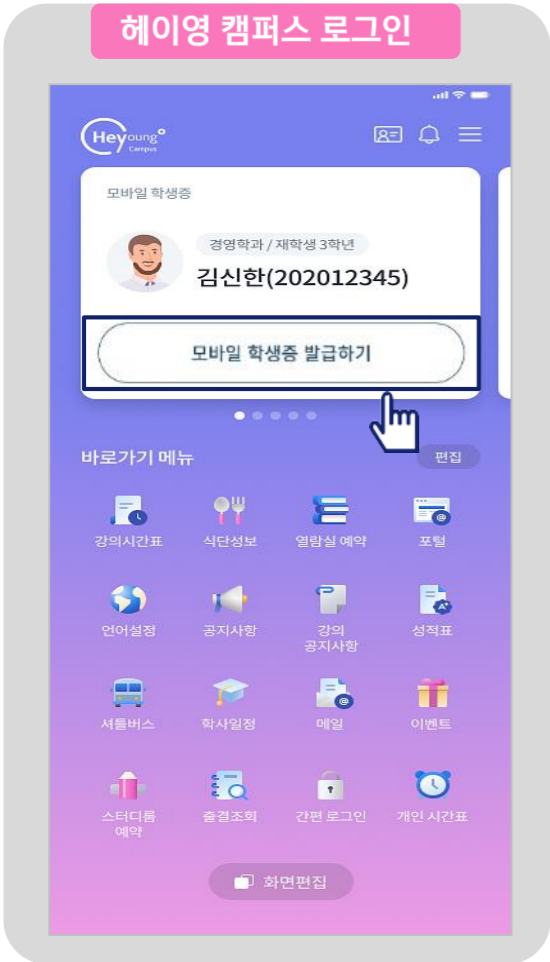 헤이영 캠퍼스 로그인
Heyoung
Campus
모바일 학생증
경영학과 / 재학생 3학년
김신한(202012345)
모바일 학생증 발급하기
바로가기 메뉴
편집
강의시간표 식단성보 열람실 예약 포털
언어설정 공지사항 강의 성적표
공지사항
셔틀버스 학사일정 메일 이벤트
스터디룸 출결조회 간편 로그인 개인 시간표
예약
화면편집